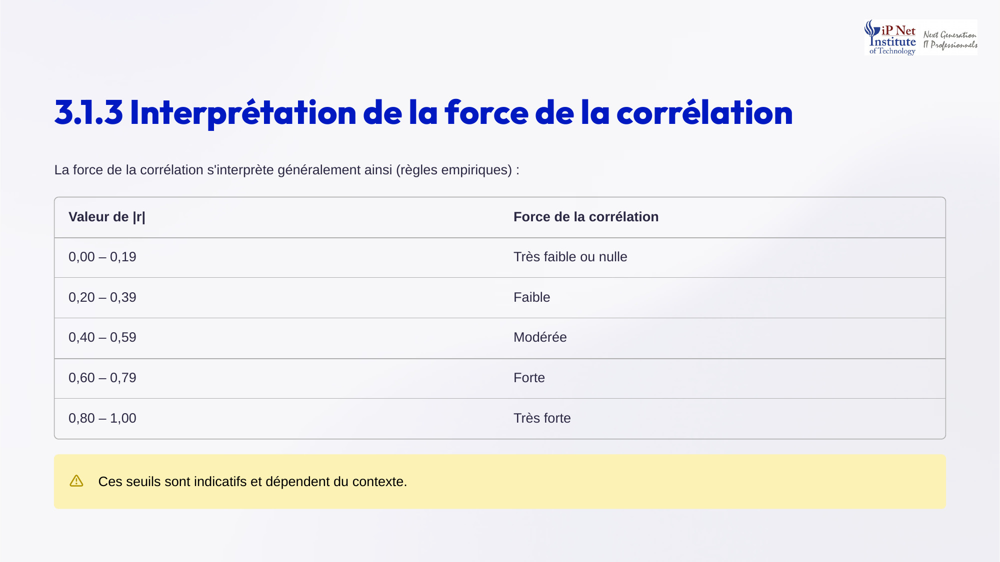 iP Net
Institute
of Technology
Next Generation
IT Professionnels
3.1.3 Interprétation de la force de la corrélation
La force de la corrélation s'interprète généralement ainsi (règles empiriques) :
Valeur de |r| Force de la corrélation
0,00 – 0,19 Très faible ou nulle
0,20 – 0,39 Faible
0,40 – 0,59 Modérée
0,60 – 0,79 Forte
0,80 – 1,00 Très forte
Ces seuils sont indicatifs et dépendent du contexte.